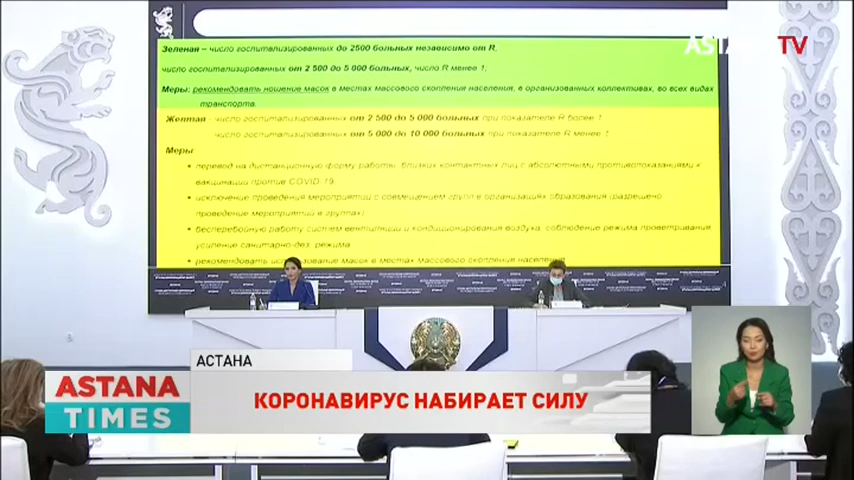 ASTANA TV
Зеленая – число госпитализированных до 2500 больных независимо от R,
число госпитализированных от 2 500 до 5 000 больных, число R менее 1;
Меры: рекомендовать ношение масок в местах массового скопления населения, в организованных коллективах, во всех видах
транспорта.
Желтая – число госпитализированных от 2 500 до 5 000 больных при показателе R более 1
число госпитализированных от 5 000 до 10 000 больных при показателе R менее 1
Меры:
• перевод на дистанционную форму работы, близких контактных лиц с абсолютными противопоказаниями к
вакцинации против COVID-19
• исключение проведения мероприятий с совмещением групп в организациях образования (разрешено
проведение мероприятий в группах)
• бесперебойную работу систем вентиляции и кондиционирования воздуха, соблюдение режима проветривания,
усиление санитарно-дез. режима
• рекомендовать использование масок в местах массового скопления населения
АСТАНА
ASTANA
TIMES
КОРОНАВИРУС НАБИРАЕТ СИЛУ